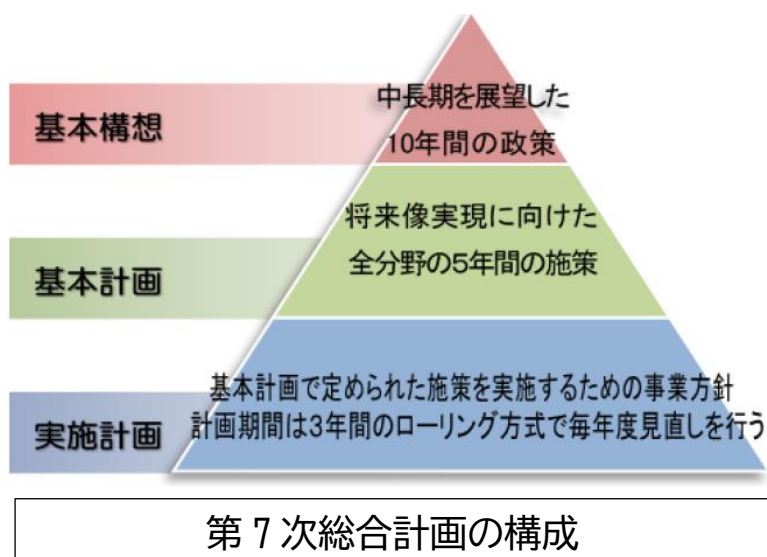 基本構想
中長期を展望した
10年間の政策
基本計画
将来像実現に向けた
全分野の5年間の施策
実施計画
基本計画で定められた施策を実施するための事業方針
計画期間は3年間のローリング方式で毎年度見直しを行う
第7次総合計画の構成